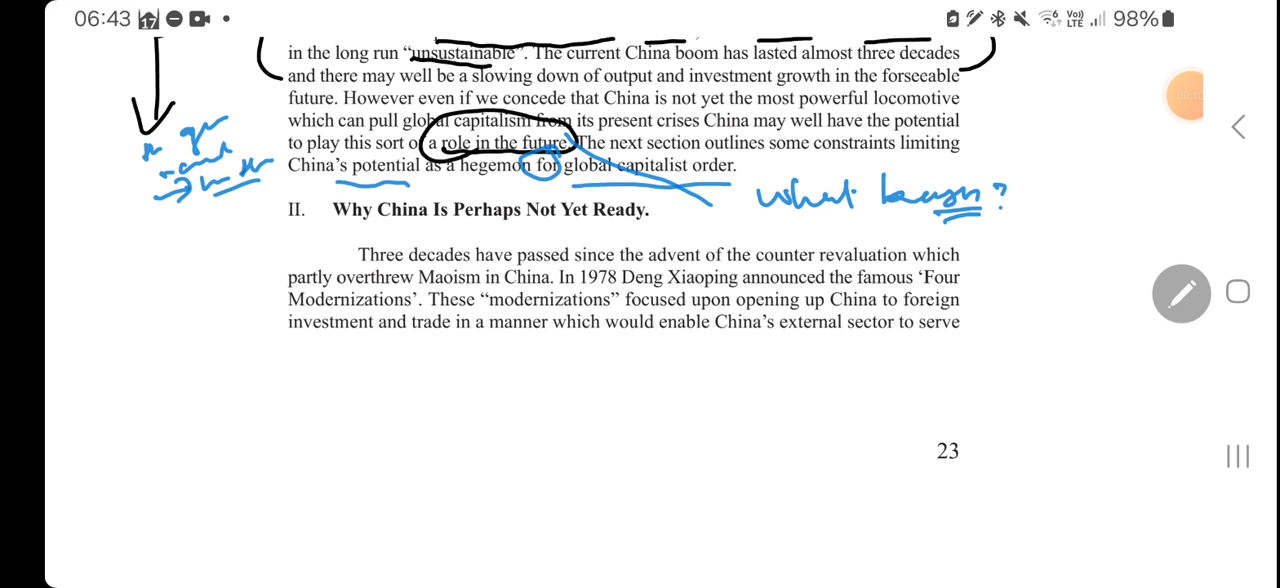 06:43 17 6 Vo)) LTE 98%
in the long run “unsustainable”. The current China boom has lasted almost three decades
and there may well be a slowing down of output and investment growth in the forseeable
future. However even if we concede that China is not yet the most powerful locomotive
which can pull global capitalism from its present crises China may well have the potential
to play this sort of a role in the future. The next section outlines some constraints limiting
China’s potential as a hegemon for global capitalist order.
what ?
II. Why China Is Perhaps Not Yet Ready.
Three decades have passed since the advent of the counter revaluation which
partly overthrew Maoism in China. In 1978 Deng Xiaoping announced the famous ‘Four
Modernizations’. These “modernizations” focused upon opening up China to foreign
investment and trade in a manner which would enable China’s external sector to serve
23